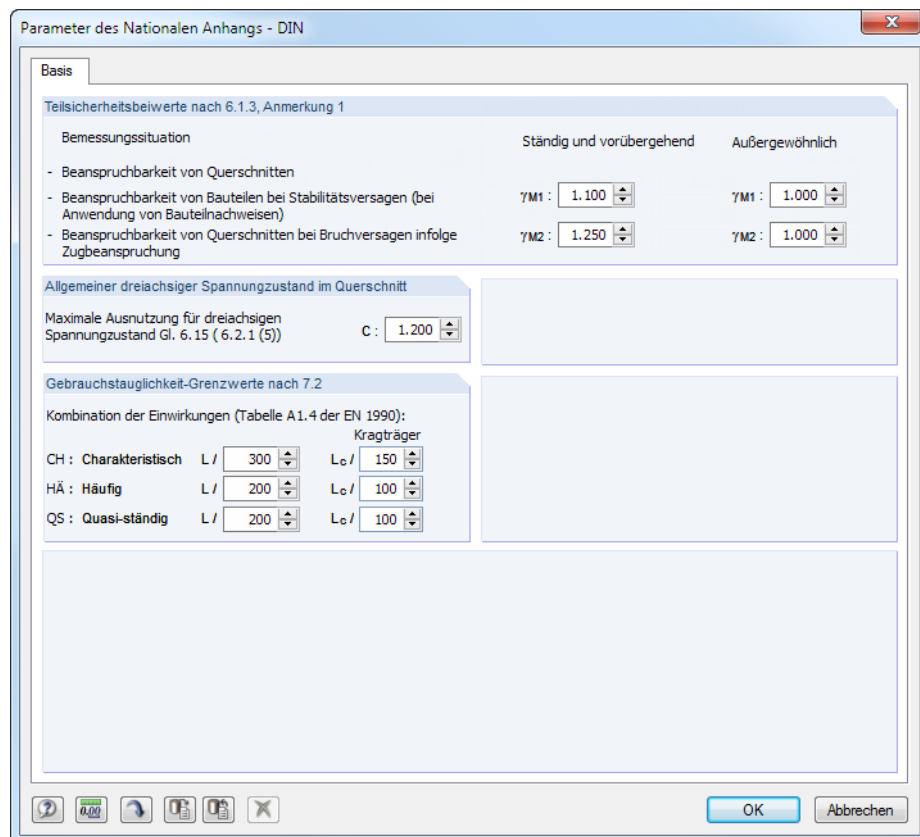 Parameter des Nationalen Anhangs - DIN
Basis
Teilsicherheitsbeiwerte nach 6.1.3, Anmerkung 1
Bemessungssituation
Ständig und vorübergehend
Außergewöhnlich
- Beanspruchbarkeit von Querschnitten
- Beanspruchbarkeit von Bauteilen bei Stabilitätsversagen (bei
Anwendung von Bauteilnachweisen)
γM1 : 1.100
γM1 : 1.000
- Beanspruchbarkeit von Querschnitten bei Bruchversagen infolge
Zugbeanspruchung
γM2 : 1.250
γM2 : 1.000
Allgemeiner dreiachsiger Spannungzustand im Querschnitt
Maximale Ausnutzung für dreiachsigen
Spannungzustand Gl. 6.15 ( 6.2.1 (5))
C : 1.200
Gebrauchstauglichkeit-Grenzwerte nach 7.2
Kombination der Einwirkungen (Tabelle A1.4 der EN 1990):
Kragträger
CH : Charakteristisch L / 300 Lc / 150
HÄ : Häufig L / 200 Lc / 100
QS : Quasi-ständig L / 200 Lc / 100
0.00
OK
Abbrechen